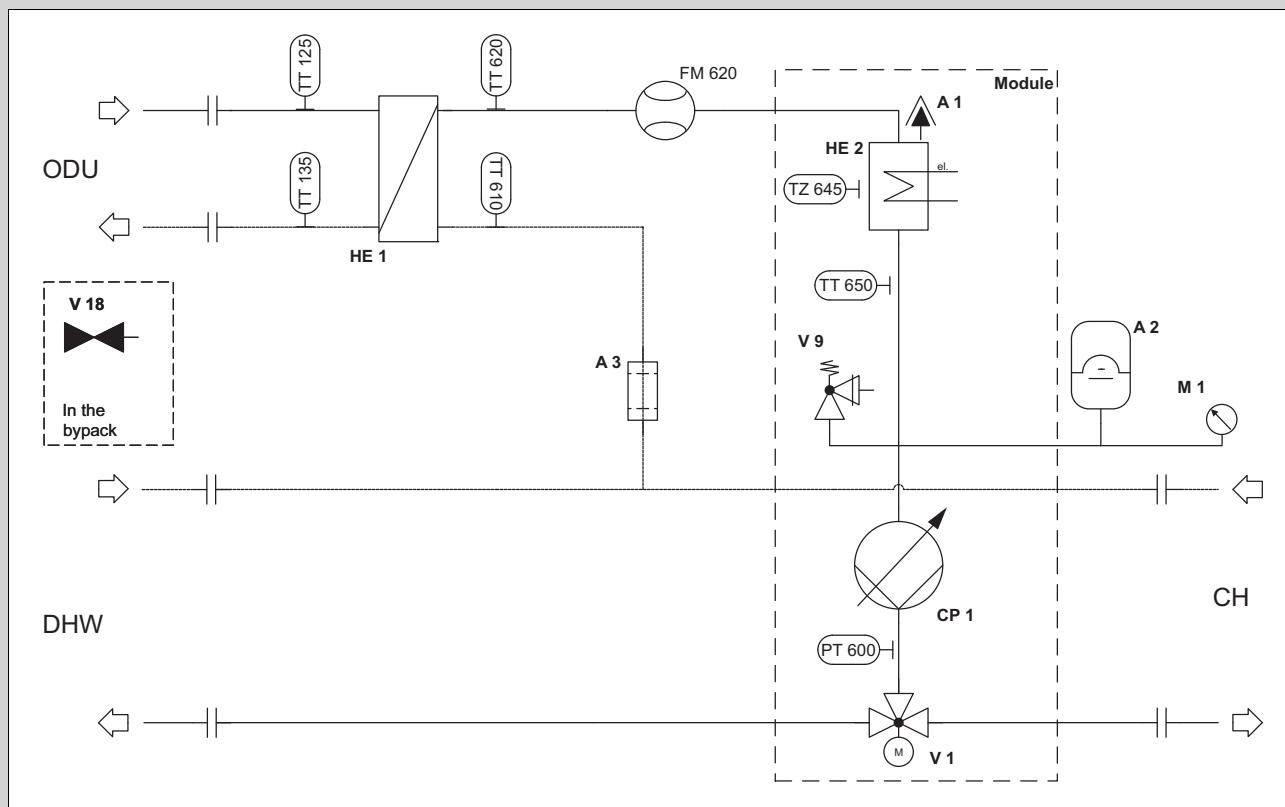 TT 125
TT 620
FM 620
Module
A 1
HE 2
el.
ODU
TT 135
TT 610
TZ 645
HE 1
TT 650
V 18
A 2
V 9
A 3
M 1
In the
bypack
CP 1
CH
DHW
PT 600
M
V 1